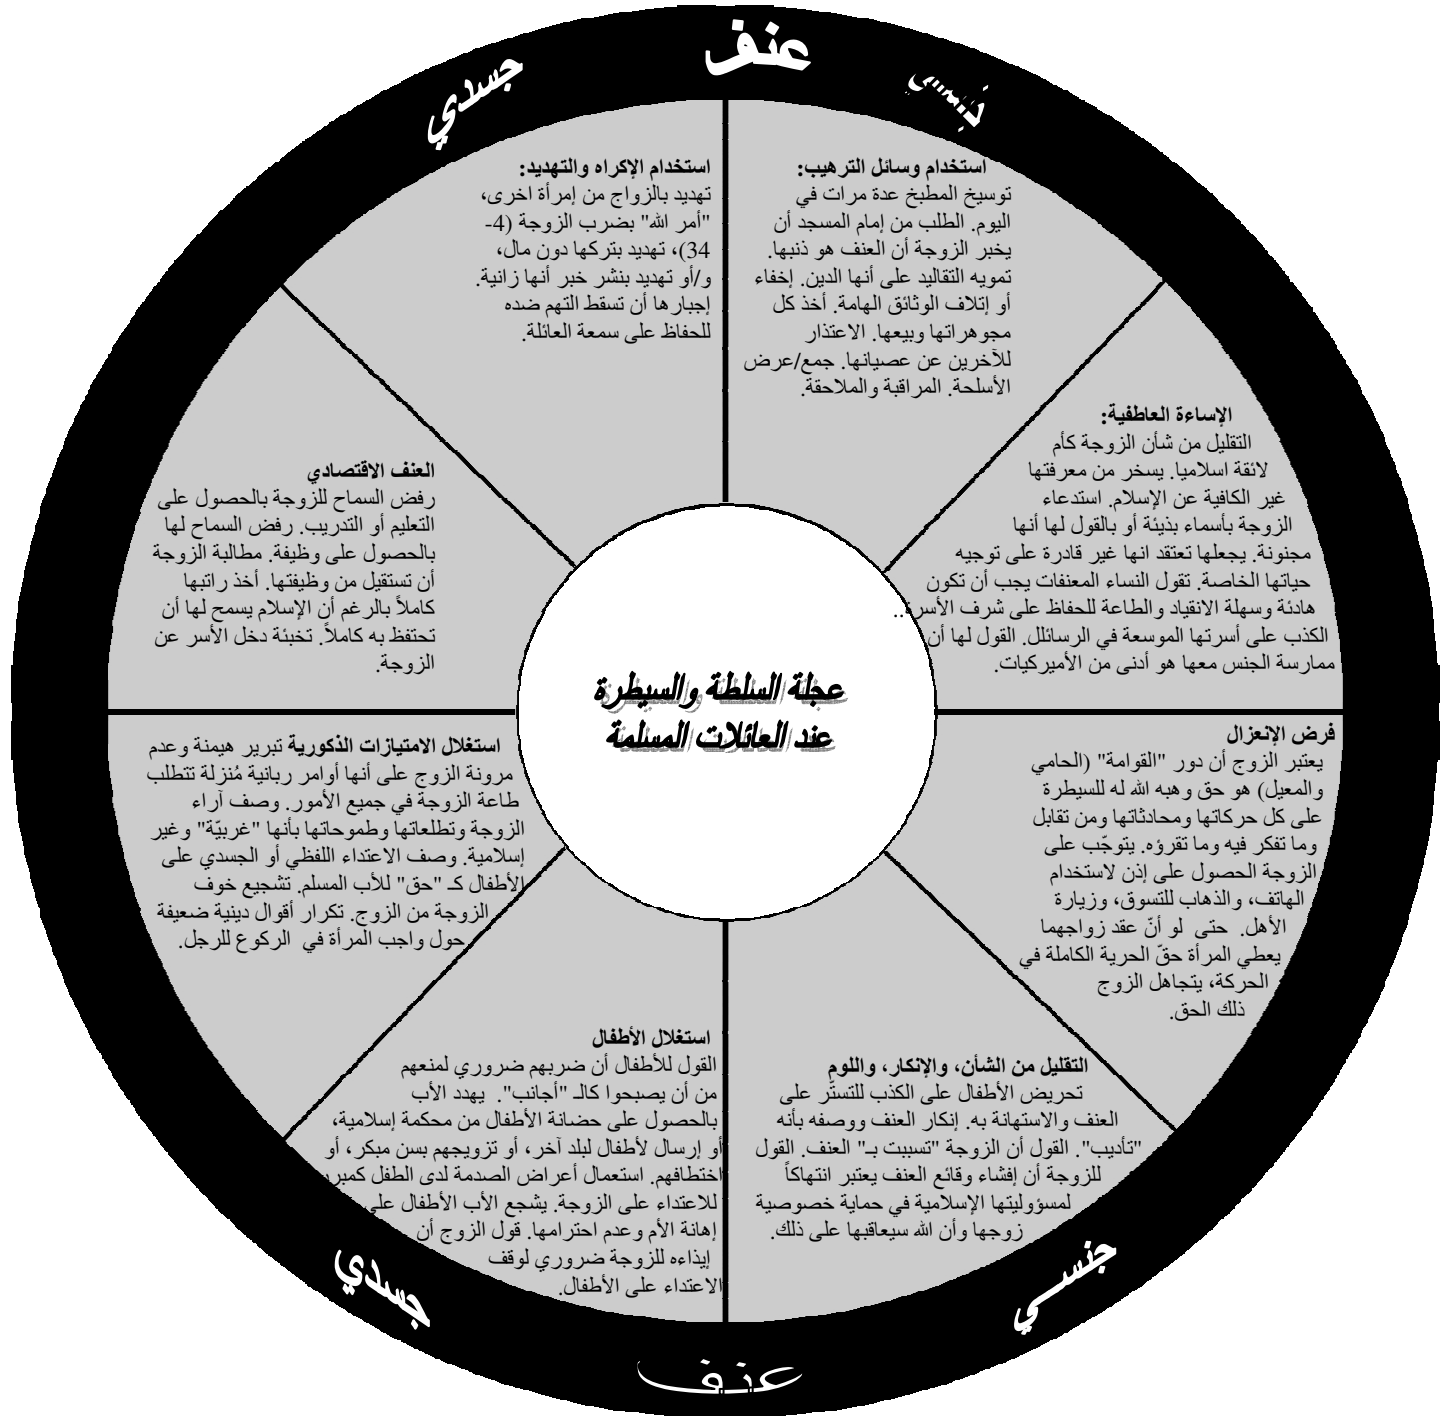 عنف
جنسي
جسدي
استخدام وسائل الترهيب:
توسيخ المطبخ عدة مرات في
اليوم. الطلب من إمام المسجد أن
يخبر الزوجة أن العنف هو ذنبها.
تمويه التقاليد على أنها الدين. إخفاء
أو إتلاف الوثائق الهامة. أخذ كل
مجوهراتها وبيعها. الاعتذار
للآخرين عن عصيانها. جمع/عرض
الأسلحة. المراقبة والملاحقة.
استخدام الإكراه والتهديد:
تهديد بالزواج من إمرأة اخرى،
"أمر الله" بضرب الزوجة (4-
34)، تهديد بتركها دون مال،
و/أو تهديد بنشر خبر أنها زانية.
إجبارها أن تسقط التهم ضده
للحفاظ على سمعة العائلة.
الإساءة العاطفية:
التقليل من شأن الزوجة كأم
لائقة اسلاميا. يسخر من معرفتها
غير الكافية عن الإسلام. استدعاء
الزوجة بأسماء بذيئة أو بالقول لها أنها
مجنونة. يجعلها تعتقد انها غير قادرة على توجيه
حياتها الخاصة. تقول النساء المعنفات يجب أن تكون
هادئة وسهلة الانقياد والطاعة للحفاظ على شرف الأسرة..
الكذب على أسرتها الموسعة في الرسائلل. القول لها أن
ممارسة الجنس معها هو أدنى من الأميركيات.
العنف الاقتصادي
رفض السماح للزوجة بالحصول على
التعليم أو التدريب. رفض السماح لها
بالحصول على وظيفة. مطالبة الزوجة
أن تستقيل من وظيفتها. أخذ راتبها
كاملاً بالرغم أن الإسلام يسمح لها أن
تحتفظ به كاملاً. تخبئة دخل الأسر عن
الزوجة.
عجلة السلطة والسيطرة
عند العائلات المسلمة
فرض الإنعزال
يعتبر الزوج أن دور "القوامة" (الحامي
والمعيل) هو حق وهبه الله له للسيطرة
على كل حركاتها ومحادثاتها ومن تقابل
وما تفكر فيه وما تقرؤه. يتوجّب على
الزوجة الحصول على إذن لاستخدام
الهاتف، والذهاب للتسوق، وزيارة
الأهل. حتى لو أنّ عقد زواجهما
يعطي المرأة حقّ الحرية الكاملة في
الحركة، يتجاهل الزوج
ذلك الحق.
استغلال الامتيازات الذكورية تبرير هيمنة وعدم
مرونة الزوج على أنها أوامر ربانية مُنزلة تتطلب
طاعة الزوجة في جميع الأمور. وصف آراء
الزوجة وتطلعاتها وطموحاتها بأنها "غربيّة" وغير
إسلامية. وصف الاعتداء اللفظي أو الجسدي على
الأطفال كـ "حق" للأب المسلم. تشجيع خوف
الزوجة من الزوج. تكرار أقوال دينية ضعيفة
حول واجب المرأة في الركوع للرجل.
التقليل من الشأن، والإنكار، واللوم
تحريض الأطفال على الكذب للتستّر على
العنف والاستهانة به. إنكار العنف ووصفه بأنه
"تأديب". القول أن الزوجة "تسببت بـ" العنف. القول
للزوجة أن إفشاء وقائع العنف يعتبر انتهاكاً
لمسؤوليتها الإسلامية في حماية خصوصية
زوجها وأن الله سيعاقبها على ذلك.
استغلال الأطفال
القول للأطفال أن ضربهم ضروري لمنعهم
من أن يصبحوا كالـ "أجانب". يهدد الأب
بالحصول على حضانة الأطفال من محكمة إسلامية،
أو إرسال لأطفال لبلد آخر، أو تزويجهم بسن مبكر، أو
اختطافهم. استعمال أعراض الصدمة لدى الطفل كمبرر
للاعتداء على الزوجة. يشجع الأب الأطفال على
إهانة الأم وعدم احترامها. قول الزوج أن
إيذاءه للزوجة ضروري لوقف
الاعتداء على الأطفال.
جنســي
جسدي
عنف